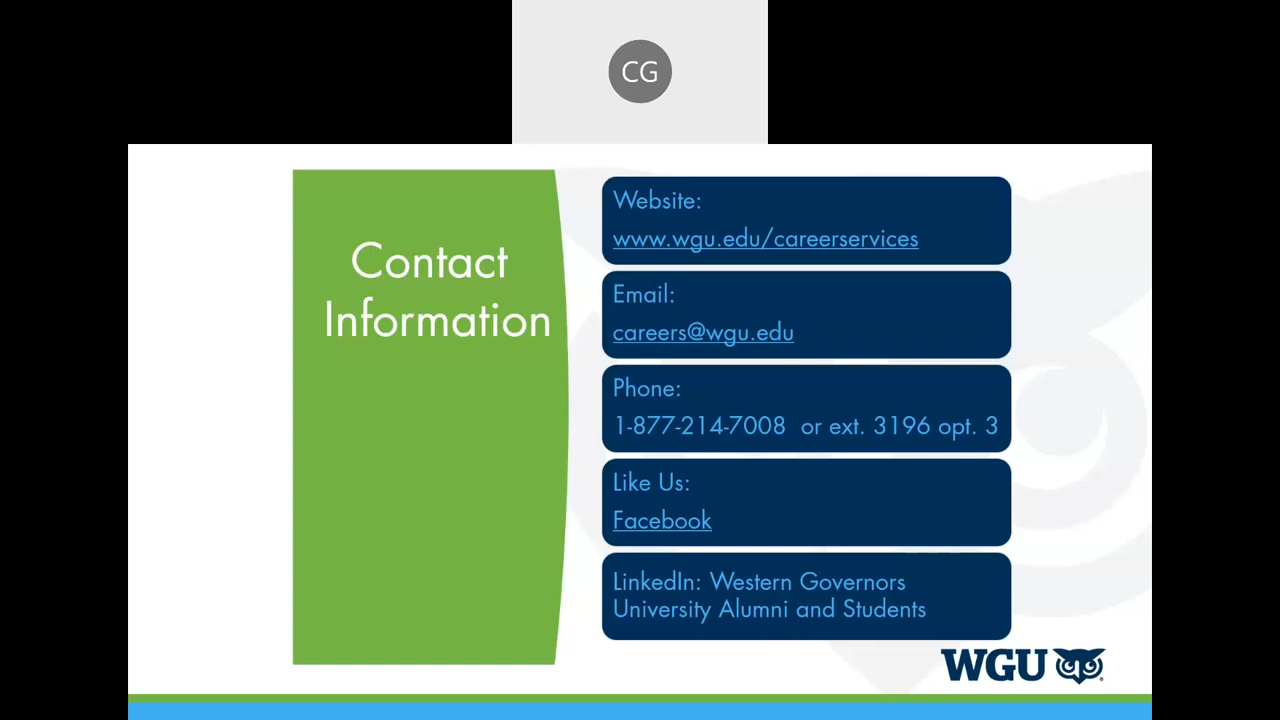 CG
Contact
Information
Website:
www.wgu.edu/careerservices
Email:
careers@wgu.edu
Phone:
1-877-214-7008  or ext. 3196 opt. 3
Like Us:
Facebook
LinkedIn: Western Governors
University Alumni and Students
WGU